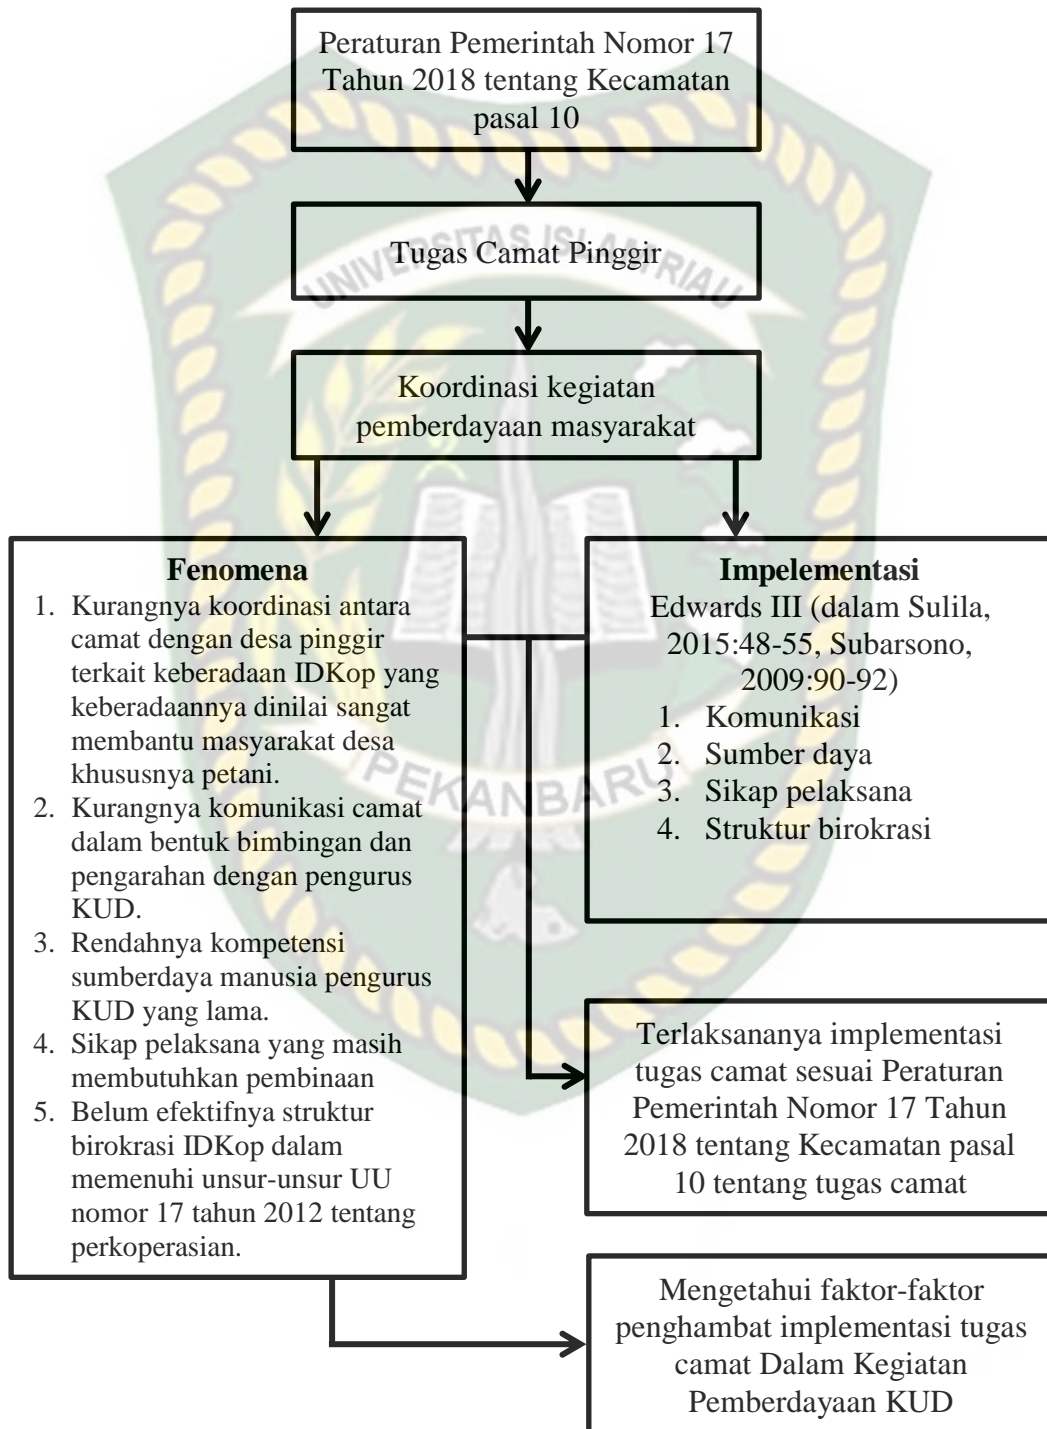 Peraturan Pemerintah Nomor 17
Tahun 2018 tentang Kecamatan
pasal 10
UNIVERSITAS ISLAM RIAU
Tugas Camat Pinggir
Koordinasi kegiatan
pemberdayaan masyarakat
Fenomena
1. Kurangnya koordinasi antara
camat dengan desa pinggir
terkait keberadaan IDKop yang
keberadaannya dinilai sangat
membantu masyarakat desa
khususnya petani.
2. Kurangnya komunikasi camat
dalam bentuk bimbingan dan
pengarahan dengan pengurus
KUD.
3. Rendahnya kompetensi
sumberdaya manusia pengurus
KUD yang lama.
4. Sikap pelaksana yang masih
membutuhkan pembinaan
5. Belum efektifnya struktur
birokrasi IDKop dalam
memenuhi unsur-unsur UU
nomor 17 tahun 2012 tentang
perkoperasian.
Impelementasi
Edwards III (dalam Sulila,
2015:48-55, Subarsono,
2009:90-92)
1. Komunikasi
2. Sumber daya
3. Sikap pelaksana
4. Struktur birokrasi
PEKANBARU
Terlaksananya implementasi
tugas camat sesuai Peraturan
Pemerintah Nomor 17 Tahun
2018 tentang Kecamatan pasal
10 tentang tugas camat
Mengetahui faktor-faktor
penghambat implementasi tugas
camat Dalam Kegiatan
Pemberdayaan KUD